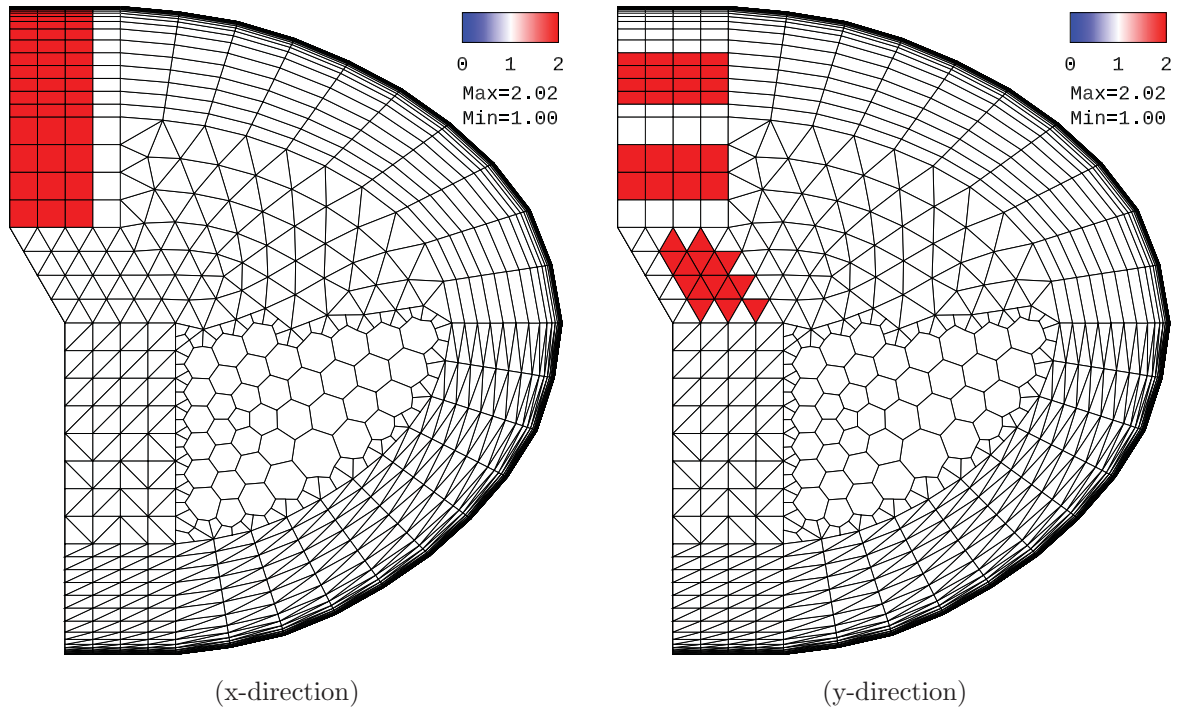 0 1 2
Max=2.02
Min=1.00
0 1 2
Max=2.02
Min=1.00
(x-direction)
(y-direction)